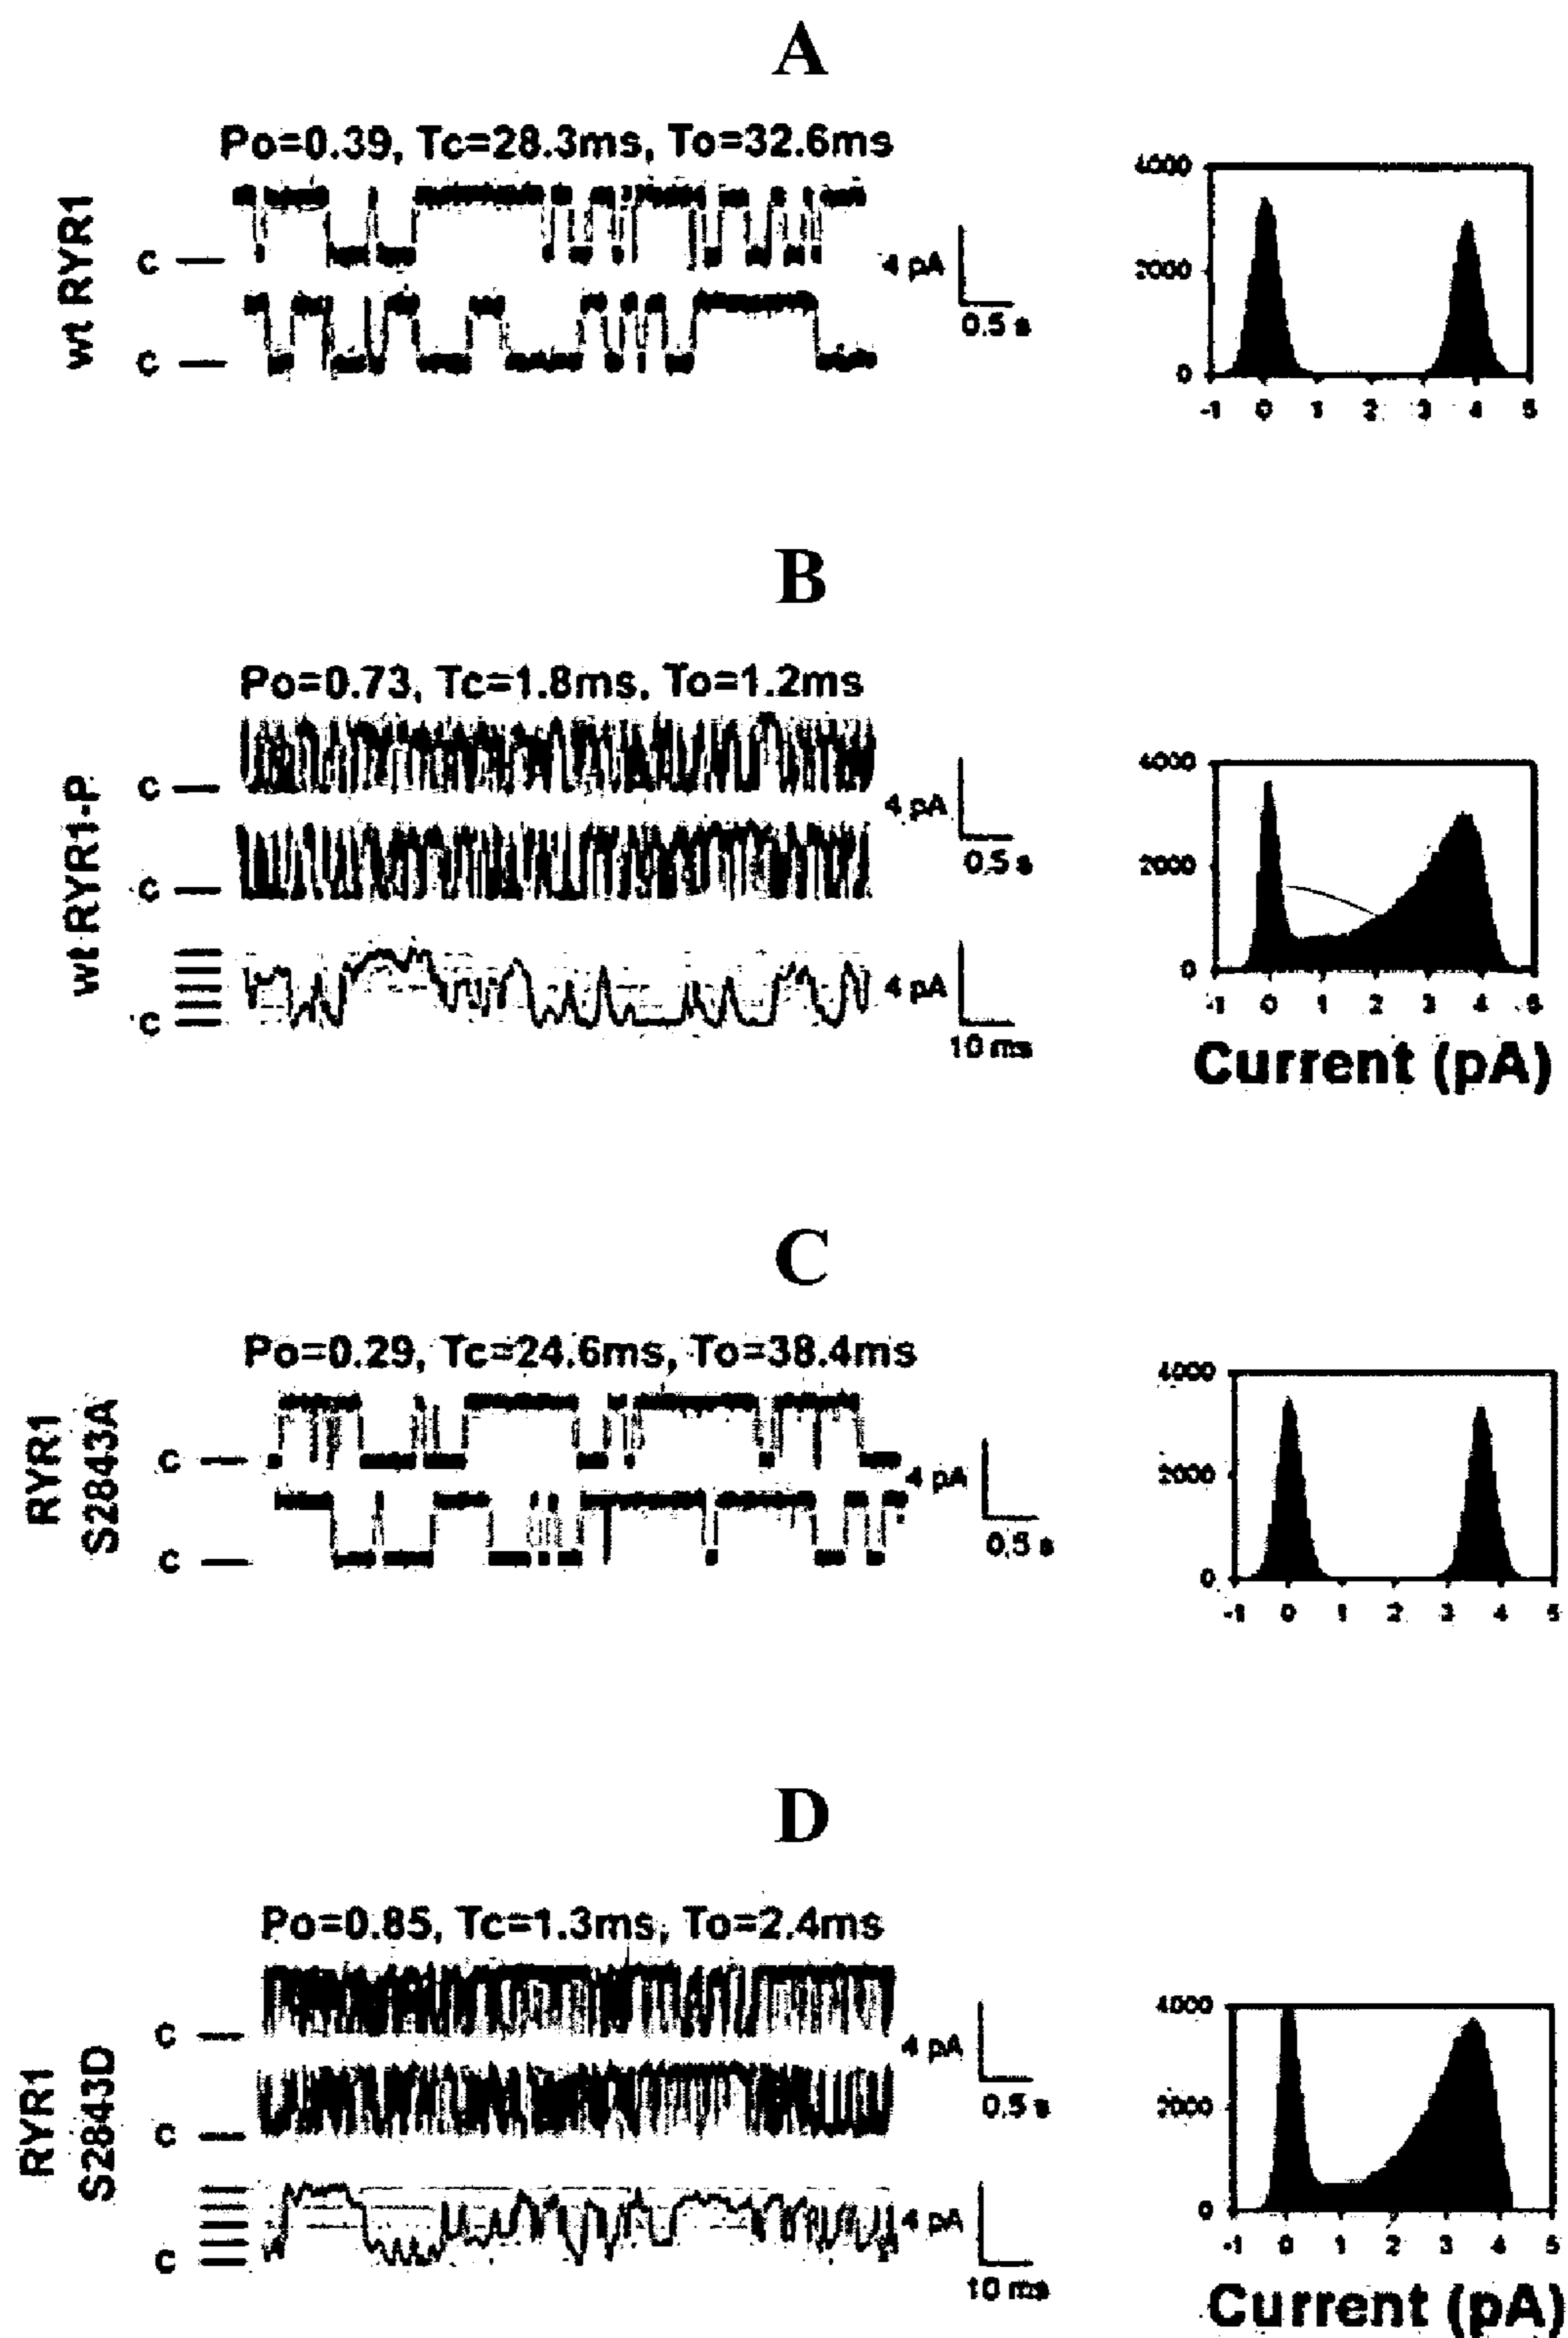 A
Po=0.39, Tc=28.3ms, To=32.6ms
wt RYR1
c
c
4 pA
0.5 s
4000
2000
0
-1 0 1 2 3 4 5
B
Po=0.73, Tc=1.8ms, To=1.2ms
wt RYR1-P
c
c
c
4 pA
0.5 s
4 pA
10 ms
4000
2000
0
-1 0 1 2 3 4 5
Current (pA)
C
Po=0.29, Tc=24.6ms, To=38.4ms
RYR1
S2843A
c
c
4 pA
0.5 s
4000
2000
0
-1 0 1 2 3 4 5
D
Po=0.85, Tc=1.3ms, To=2.4ms
RYR1
S2843D
c
c
c
4 pA
0.5 s
4 pA
10 ms
4000
2000
0
-1 0 1 2 3 4 5
Current (pA)